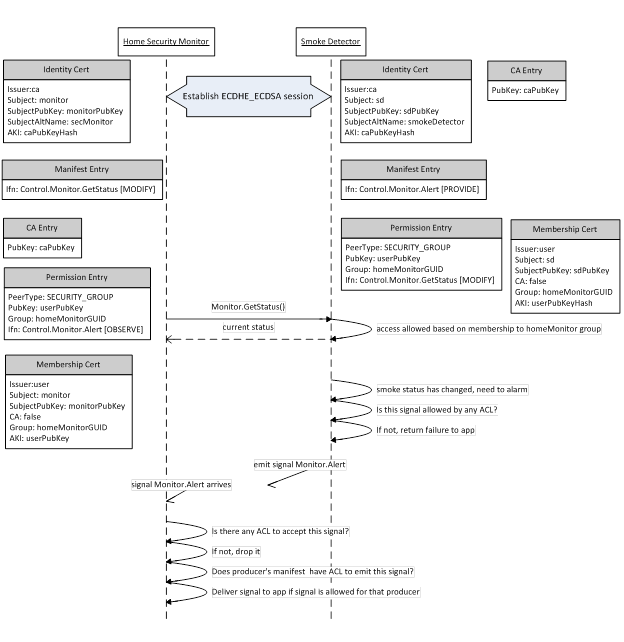 Home Security Monitor
Smoke Detector
Identity Cert
Issuer:ca
Subject: monitor
SubjectPubKey: monitorPubKey
SubjectAltName: secMonitor
AKI: caPubKeyHash
Establish ECDHE_ECDSA session
Identity Cert
Issuer:ca
Subject: sd
SubjectPubKey: sdPubKey
SubjectAltName: smokeDetector
AKI: caPubKeyHash
CA Entry
PubKey: caPubKey
Manifest Entry
Ifn: Control.Monitor.GetStatus [MODIFY]
Manifest Entry
Ifn: Control.Monitor.Alert [PROVIDE]
CA Entry
PubKey: caPubKey
Permission Entry
PeerType: SECURITY_GROUP
PubKey: userPubKey
Group: homeMonitorGUID
Ifn: Control.Monitor.GetStatus [MODIFY]
Membership Cert
Issuer:user
Subject: sd
SubjectPubKey: sdPubKey
CA: false
Group: homeMonitorGUID
AKI: userPubKeyHash
Permission Entry
PeerType: SECURITY_GROUP
PubKey: userPubKey
Group: homeMonitorGUID
Ifn: Control.Monitor.Alert [OBSERVE]
Monitor.GetStatus()
current status
access allowed based on membership to homeMonitor group
Membership Cert
Issuer:user
Subject: monitor
SubjectPubKey: monitorPubKey
CA: false
Group: homeMonitorGUID
AKI: userPubKey
smoke status has changed, need to alarm
Is this signal allowed by any ACL?
If not, return failure to app
emit signal Monitor.Alert
signal Monitor.Alert arrives
Is there any ACL to accept this signal?
If not, drop it
Does producer's manifest have ACL to emit this signal?
Deliver signal to app if signal is allowed for that producer